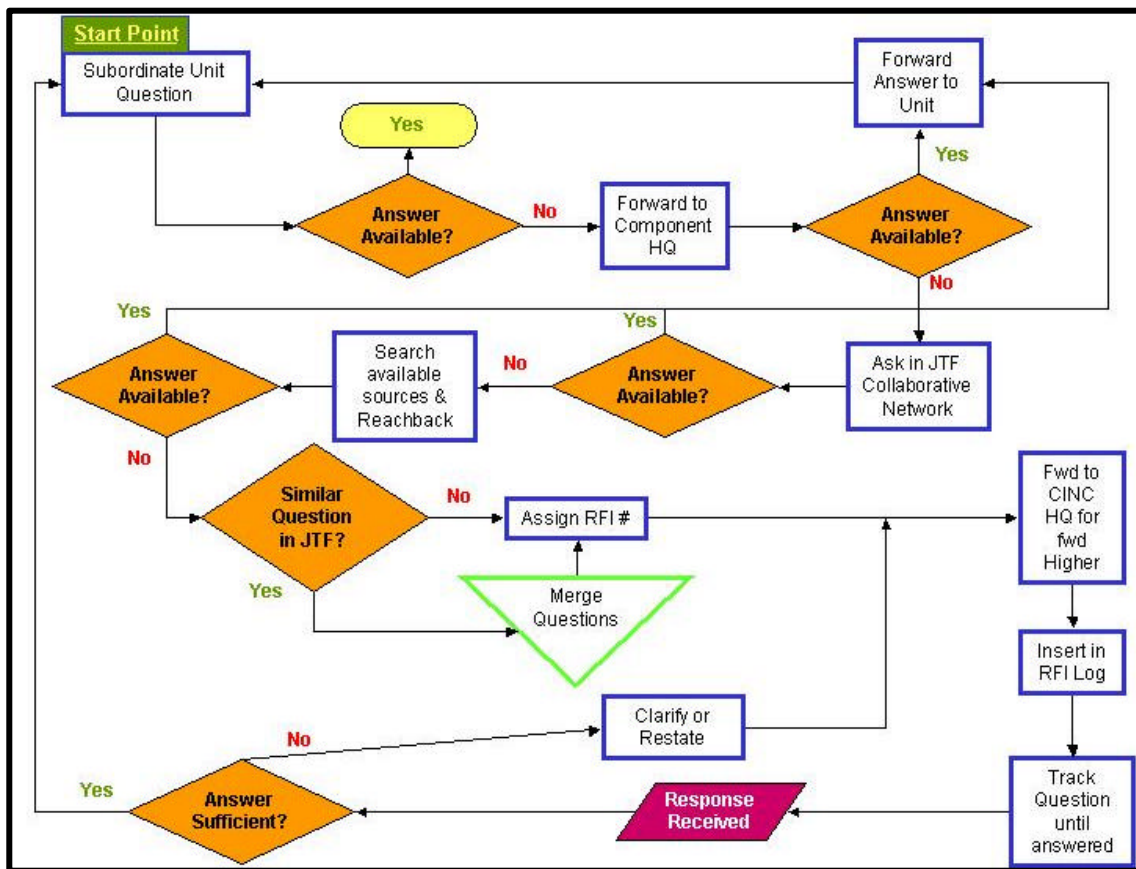 Start Point
Subordinate Unit
Question
Forward
Answer to
Unit
Yes
Yes
Answer
Available?
No
Forward to
Component
HQ
Answer
Available?
No
Yes
Yes
Answer
Available?
Search
available
sources &
Reachback
No
Answer
Available?
Ask in JTF
Collaborative
Network
No
Similar
Question
in JTF?
No
Assign RFI #
Fwd to
CINC
HQ for
fwd
Higher
Yes
Merge
Questions
Insert in
RFI Log
No
Clarify or
Restate
Yes
Answer
Sufficient?
Response
Received
Track
Question
until
answered